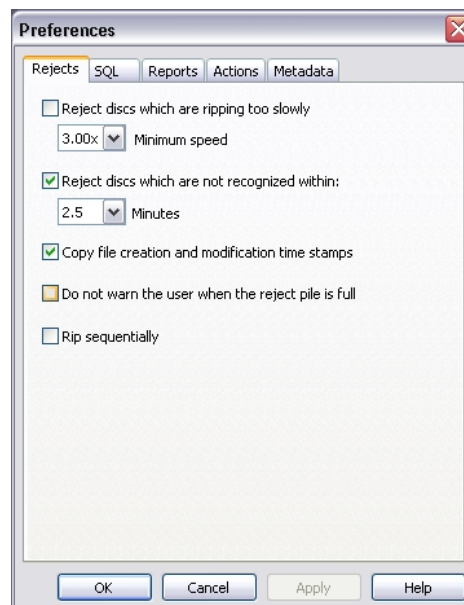 Preferences
Rejects SQL Reports Actions Metadata
Reject discs which are ripping too slowly
3.00x Minimum speed
Reject discs which are not recognized within:
2.5 Minutes
Copy file creation and modification time stamps
Do not warn the user when the reject pile is full
Rip sequentially
OK Cancel Apply Help